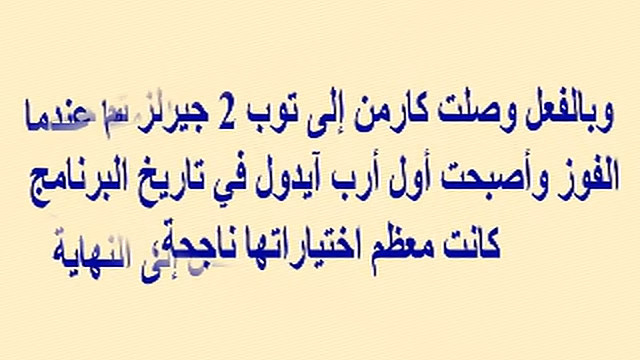 وبالفعل وصلت كارمن إلى توب 2 جيرلز عندما
الفوز وأصبحت أول أرب آيدول في تاريخ البرنامج
كانت معظم اختياراتها ناجحة، إلى النهاية